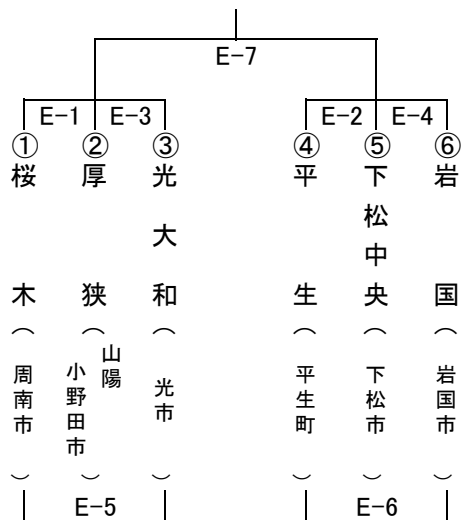 E-7
E-1 E-3 E-2 E-4
① ② ③ ④ ⑤ ⑥
桜木（周南市）
厚狭（山陽小野田市）
光大和（光市）
平生（平生町）
下松中央（下松市）
岩国（岩国市）
E-5 E-6